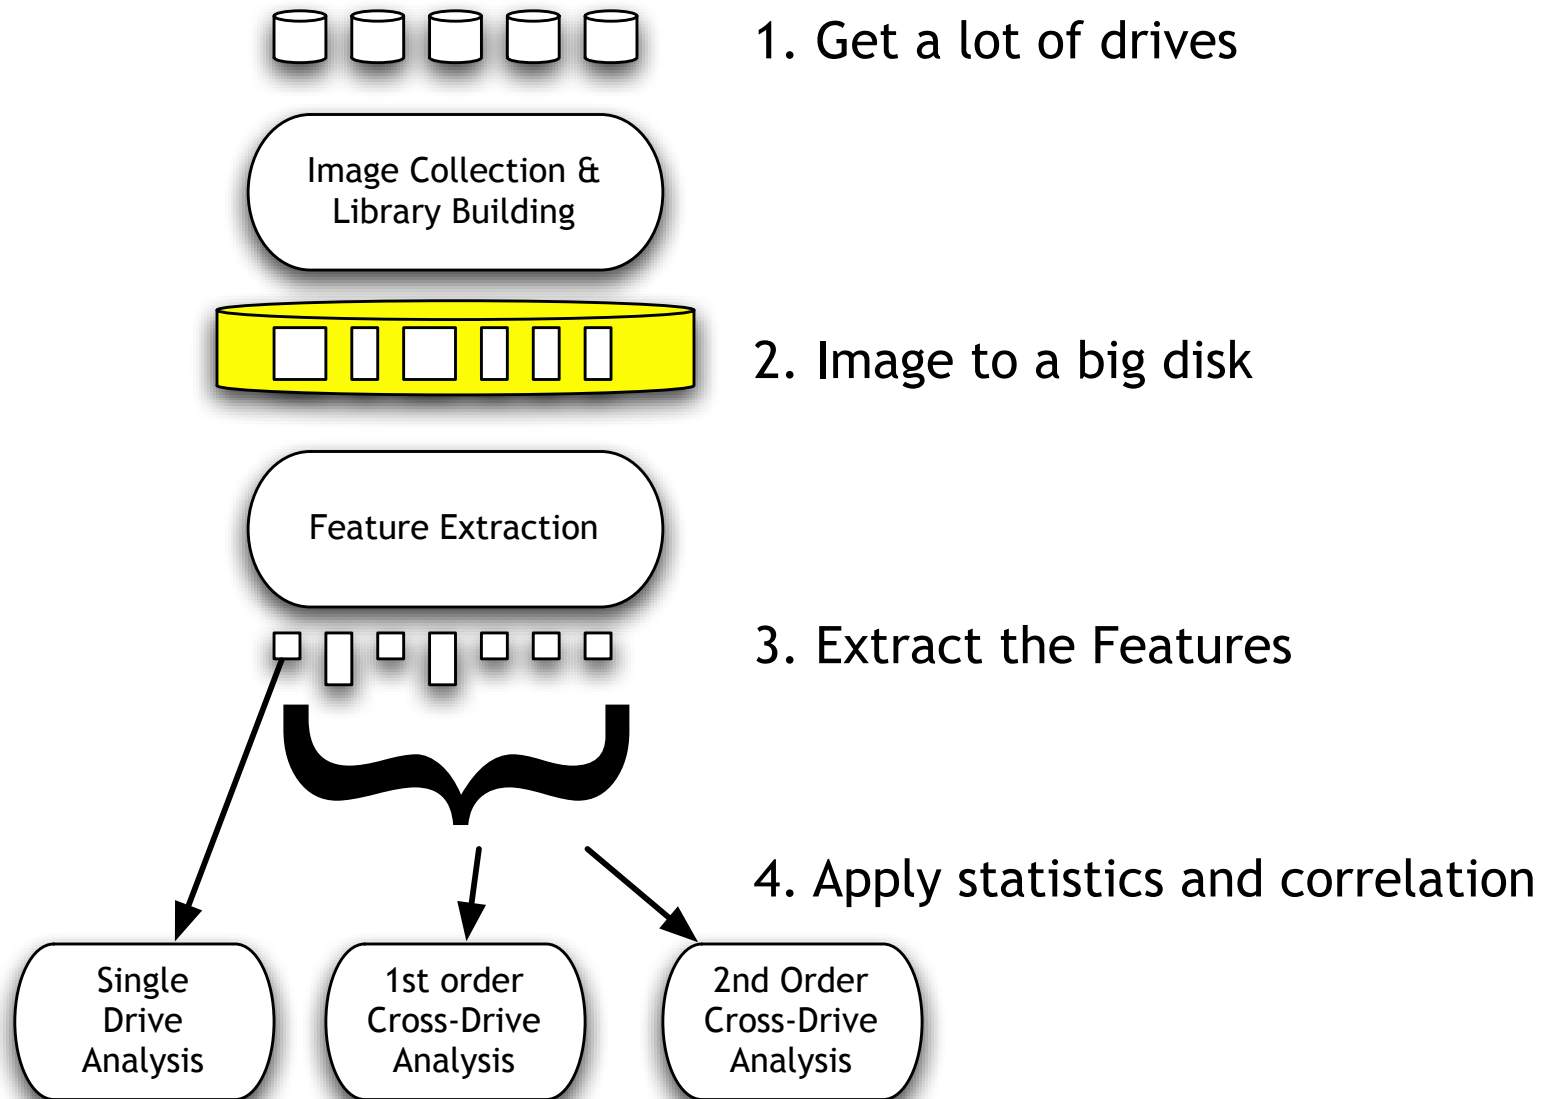 1. Get a lot of drives
Image Collection &
Library Building
2. Image to a big disk
Feature Extraction
3. Extract the Features
4. Apply statistics and correlation
Single
Drive
Analysis
1st order
Cross-Drive
Analysis
2nd Order
Cross-Drive
Analysis